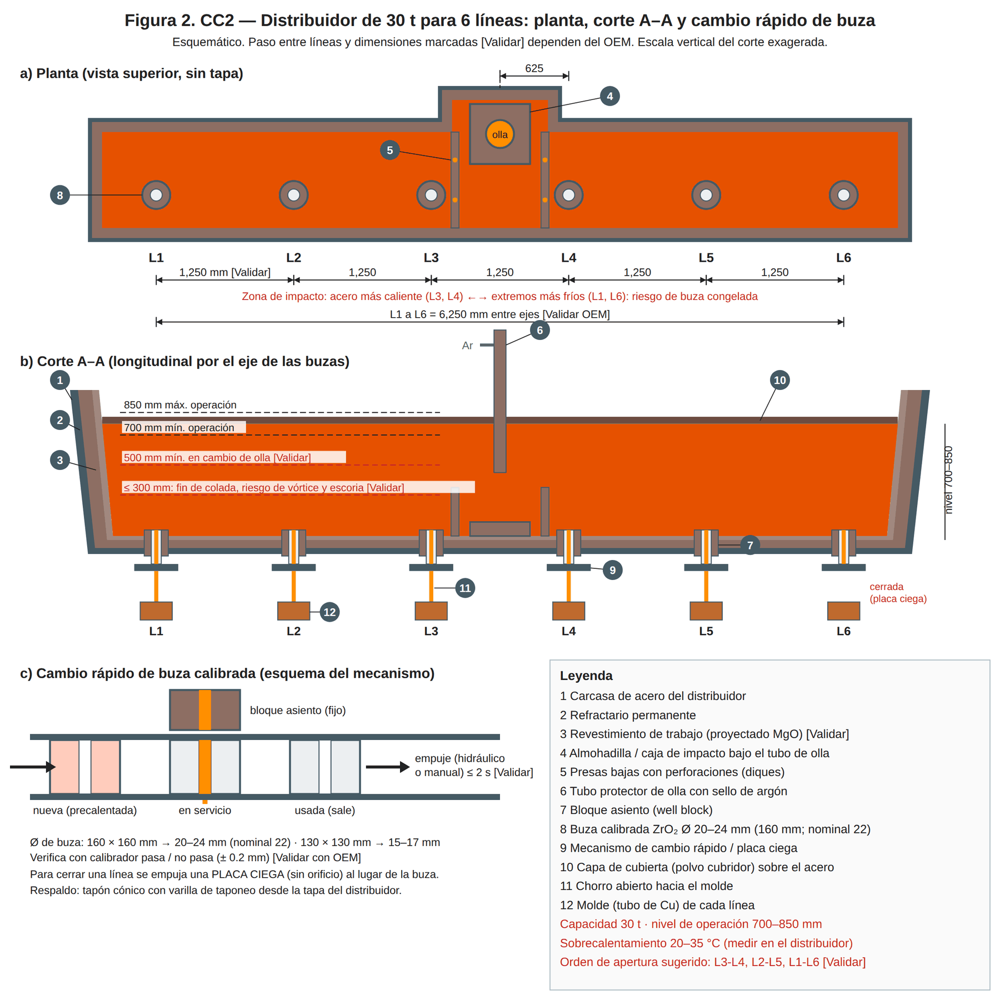 Figura 2. CC2 — Distribuidor de 30 t para 6 líneas: planta, corte A–A y cambio rápido de buza
Esquemático. Paso entre líneas y dimensiones marcadas [Validar] dependen del OEM. Escala vertical del corte exagerada.
a) Planta (vista superior, sin tapa)
625
4
olla
5
8
L1 L2 L3 L4 L5 L6
1,250 mm [Validar] 1,250 1,250 1,250 1,250
Zona de impacto: acero más caliente (L3, L4) ←→ extremos más fríos (L1, L6): riesgo de buza congelada
L1 a L6 = 6,250 mm entre ejes [Validar OEM]
6
Ar
b) Corte A–A (longitudinal por el eje de las buzas)
1
10
850 mm máx. operación
2
700 mm mín. operación
3
500 mm mín. en cambio de olla [Validar]
≤ 300 mm: fin de colada, riesgo de vórtice y escoria [Validar]
nivel 700–850
7
9
11
cerrada
(placa ciega)
12
L1 L2 L3 L4 L5 L6
c) Cambio rápido de buza calibrada (esquema del mecanismo)
bloque asiento (fijo)
empuje (hidráulico
o manual) ≤ 2 s [Validar]
nueva (precalentada) en servicio usada (sale)
Ø de buza: 160 × 160 mm → 20–24 mm (nominal 22) · 130 × 130 mm → 15–17 mm
Verifica con calibrador pasa / no pasa (± 0.2 mm) [Validar con OEM]
Para cerrar una línea se empuja una PLACA CIEGA (sin orificio) al lugar de la buza.
Respaldo: tapón cónico con varilla de taponeo desde la tapa del distribuidor.
Leyenda
1 Carcasa de acero del distribuidor
2 Refractario permanente
3 Revestimiento de trabajo (proyectado MgO) [Validar]
4 Almohadilla / caja de impacto bajo el tubo de olla
5 Presas bajas con perforaciones (diques)
6 Tubo protector de olla con sello de argón
7 Bloque asiento (well block)
8 Buza calibrada ZrO₂ Ø 20–24 mm (160 mm; nominal 22)
9 Mecanismo de cambio rápido / placa ciega
10 Capa de cubierta (polvo cubridor) sobre el acero
11 Chorro abierto hacia el molde
12 Molde (tubo de Cu) de cada línea
Capacidad 30 t · nivel de operación 700–850 mm
Sobrecalentamiento 20–35 °C (medir en el distribuidor)
Orden de apertura sugerido: L3-L4, L2-L5, L1-L6 [Validar]